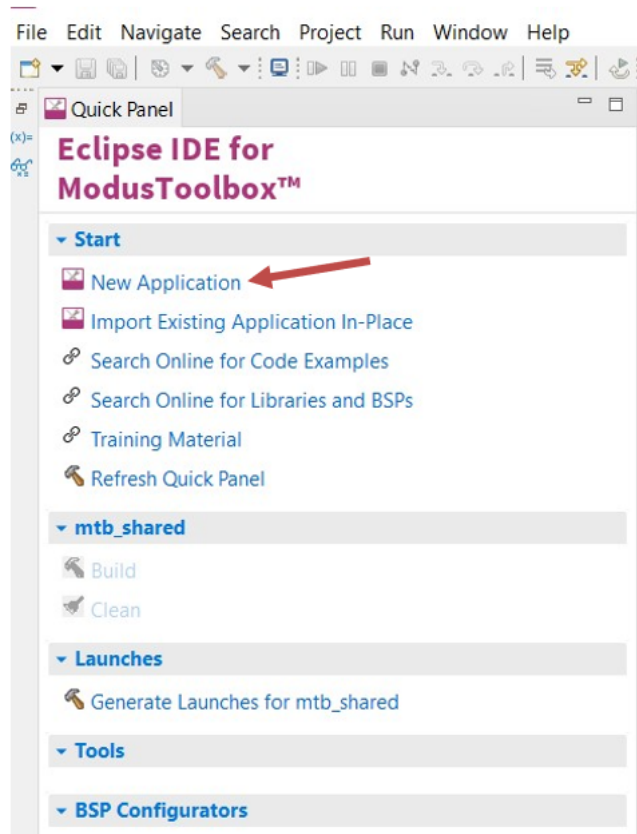 File Edit Navigate Search Project Run Window Help
Quick Panel
(x)=
Eclipse IDE for
ModusToolbox™
Start
New Application
Import Existing Application In-Place
Search Online for Code Examples
Search Online for Libraries and BSPs
Training Material
Refresh Quick Panel
mtb_shared
Build
Clean
Launches
Generate Launches for mtb_shared
Tools
BSP Configurators